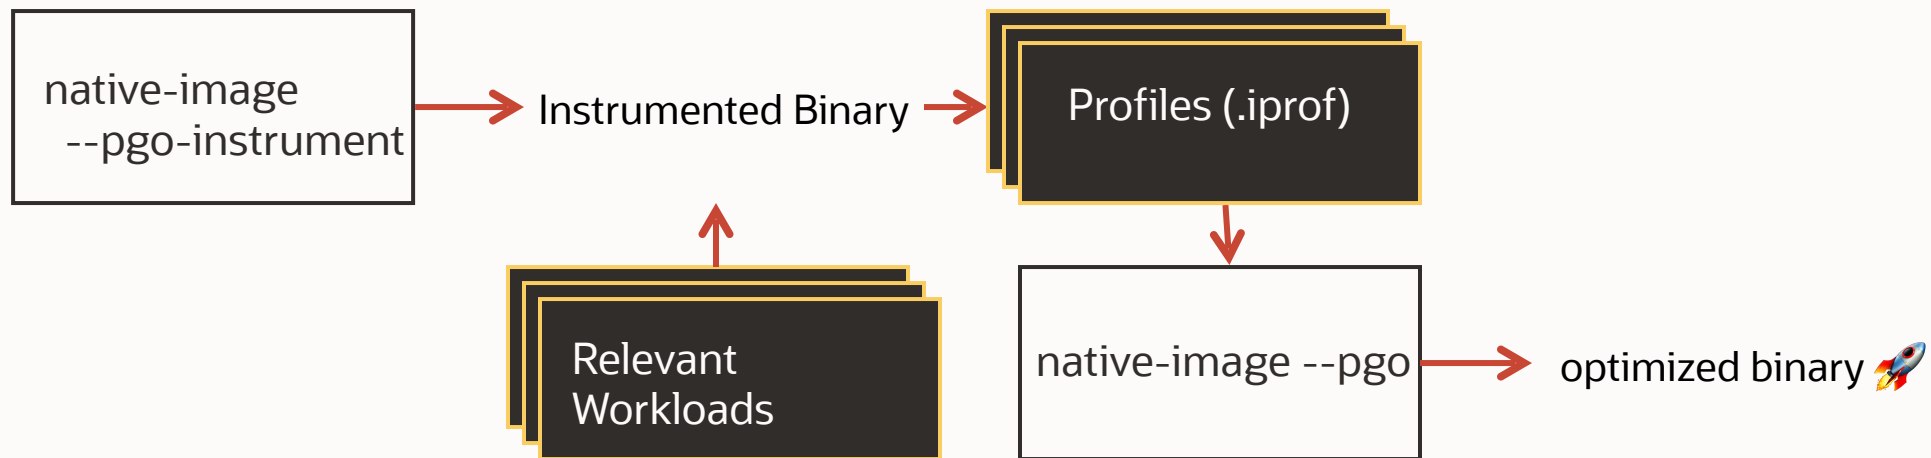 native-image
--pgo-instrument
Instrumented Binary
Profiles (.iprof)
Relevant
Workloads
native-image --pgo
optimized binary 🚀